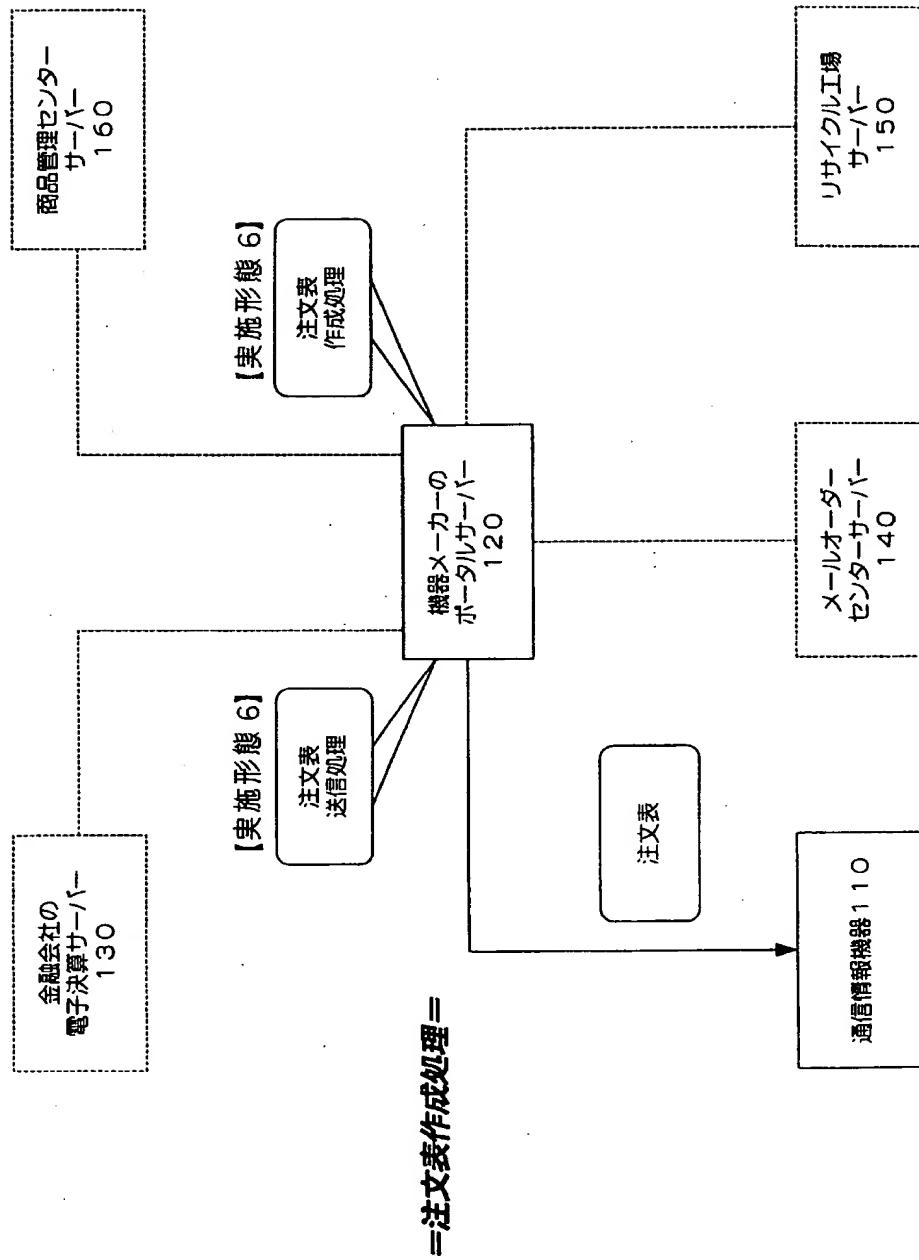 =注文表作成処理=
金融会社の
電子決算サーバー
130
商品管理センター
サーバー
160
【実施形態 6】
注文表
送信処理
【実施形態 6】
注文表
作成処理
機器メーカーの
ポータルサーバー
120
注文表
通信情報機器110
メールオーダー
センターサーバー
140
リサイクル工場
サーバー
150